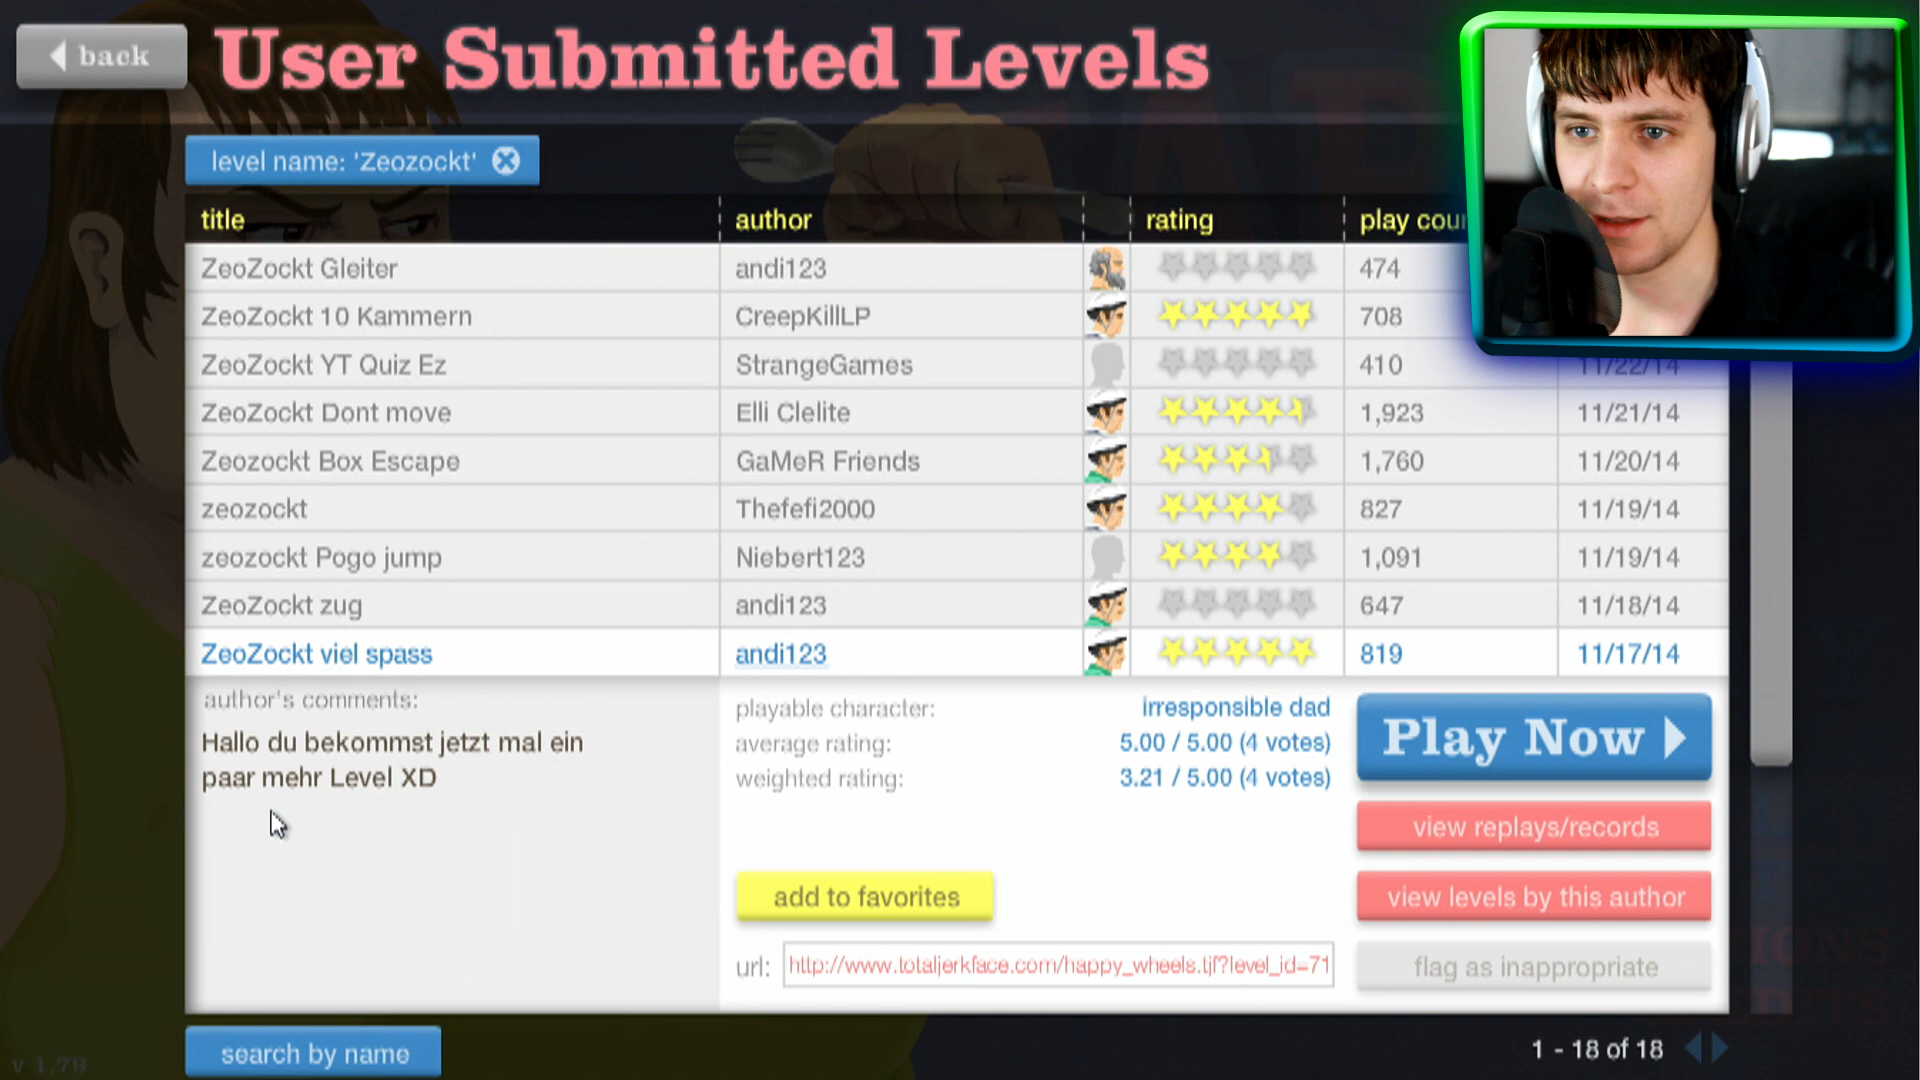 back
User Submitted Levels
level name: 'Zeozockt'
title author rating play cou
ZeoZockt Gleiter andi123 474
ZeoZockt 10 Kammern CreepKillLP 708
ZeoZockt YT Quiz Ez StrangeGames 410 11/22/14
ZeoZockt Dont move Elli Clelite 1,923 11/21/14
Zeozockt Box Escape GaMeR Friends 1,760 11/20/14
zeozockt Thefefi2000 827 11/19/14
zeozockt Pogo jump Niebert123 1,091 11/19/14
ZeoZockt zug andi123 647 11/18/14
ZeoZockt viel spass andi123 819 11/17/14
author's comments:
Hallo du bekommst jetzt mal ein
paar mehr Level XD
playable character: irresponsible dad
average rating: 5.00 / 5.00 (4 votes)
weighted rating: 3.21 / 5.00 (4 votes)
add to favorites
url: http://www.totaljerkface.com/happy_wheels.tjf?level_id=71
Play Now
view replays/records
view levels by this author
flag as inappropriate
search by name
1 - 18 of 18
v 1.79